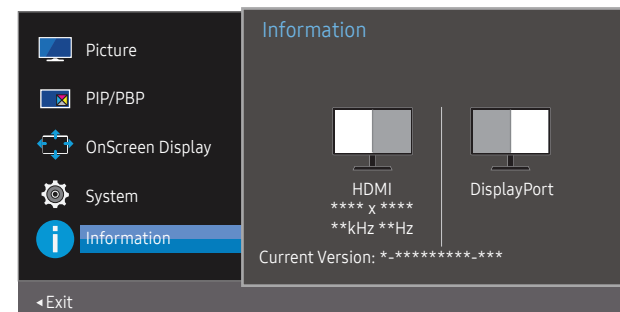 Picture
PIP/PBP
OnScreen Display
System
Information
Information
HDMI
**** x ****
**kHz **Hz
DisplayPort
Current Version: *-*********-***
◂Exit